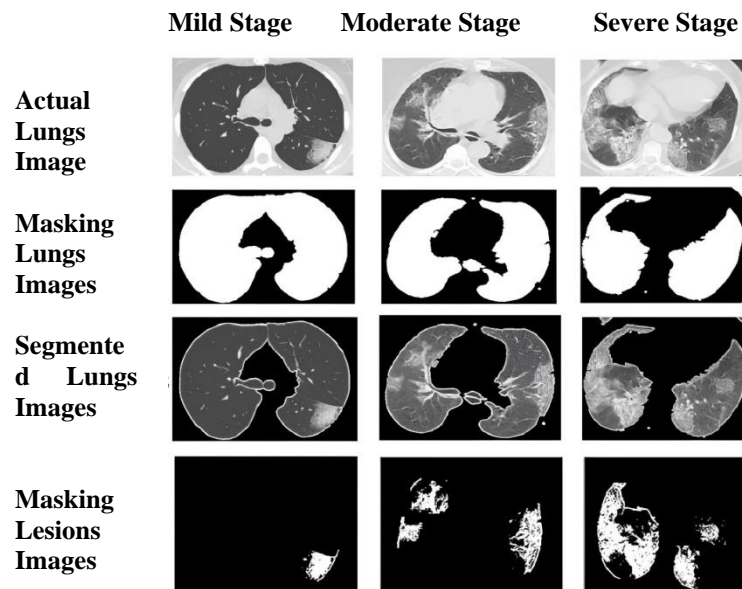 Mild Stage Moderate Stage Severe Stage
Actual
Lungs
Image
Masking
Lungs
Images
Segmente
d Lungs
Images
Masking
Lesions
Images